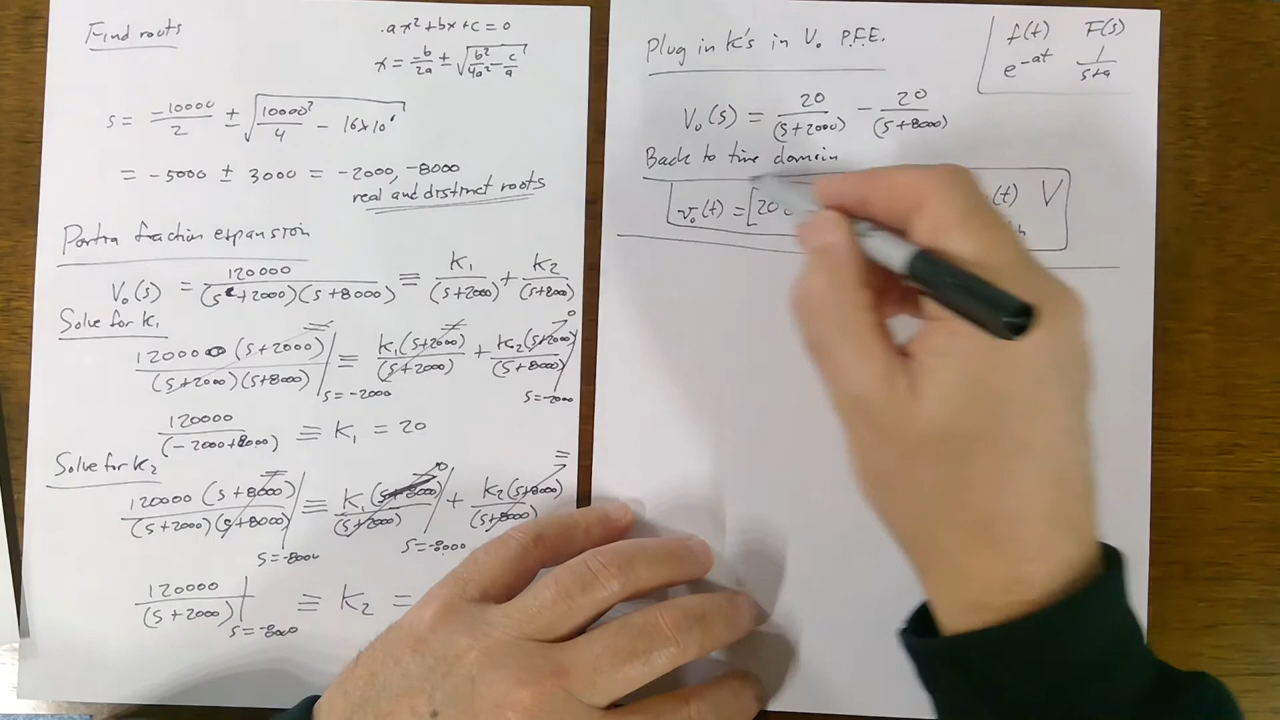 Find roots
ax² + bx + c = 0
x = -b/2a ± √(b²/4a² - c/a)
s = -10000/2 ± √(10000²/4 - 16x10⁶)
= -5000 ± 3000 = -2000, -8000
real and distinct roots
Partia fraction expansion
V₀(s) = 120000/((s+2000)(s+8000)) ≡ K₁/(s+2000) + K₂/(s+8000)
Solve for K₁
120000 (s+2000)/((s+2000)(s+8000)) | s=-2000 ≡ K₁(s+2000)/(s+2000) + K₂(s+2000)/(s+8000) | s=-2000 0
120000/(-2000+8000) ≡ K₁ = 20
Solve for K₂
120000 (s+8000)/((s+2000)(s+8000)) | s=-8000 ≡ K₁(s+8000)/(s+2000) | s=-8000 0 + K₂(s+8000)/(s+8000)
120000/(s+2000) | s=-8000 ≡ K₂ =
Plug in K's in V₀ P.F.E.
f(t) F(s)
e^-at 1/(s+a)
V₀(s) = 20/(s+2000) - 20/(s+8000)
Back to time domain
v₀(t) = [20 (t) V